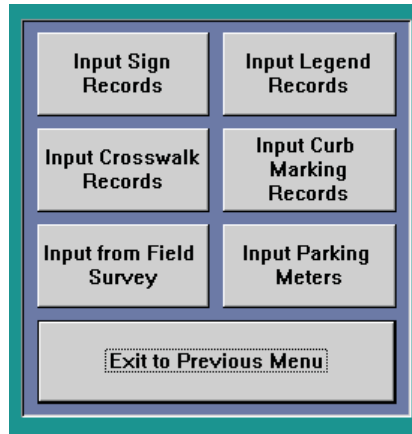 Input Sign
Records
Input Legend
Records
Input Crosswalk
Records
Input Curb
Marking
Records
Input from Field
Survey
Input Parking
Meters
Exit to Previous Menu